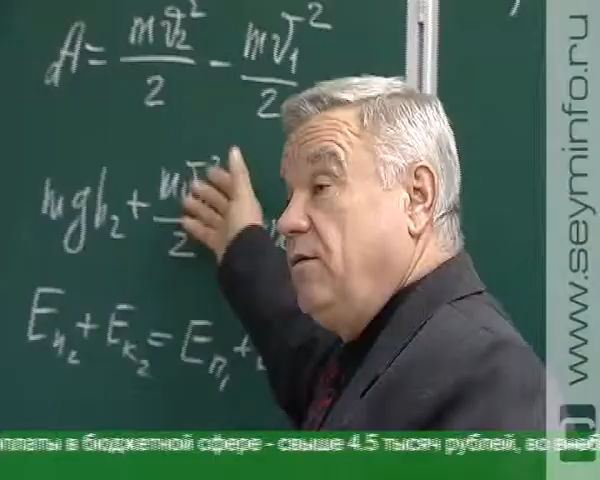 A = mv₂²/2 - mv₁²/2
mgh₂ + mv²/2
Eп₂ + Eк₂ = Eп₁ +
www.seyminfo.ru
платы в бюджетной сфере - свыше 4.5 тысяч рублей, во внеб